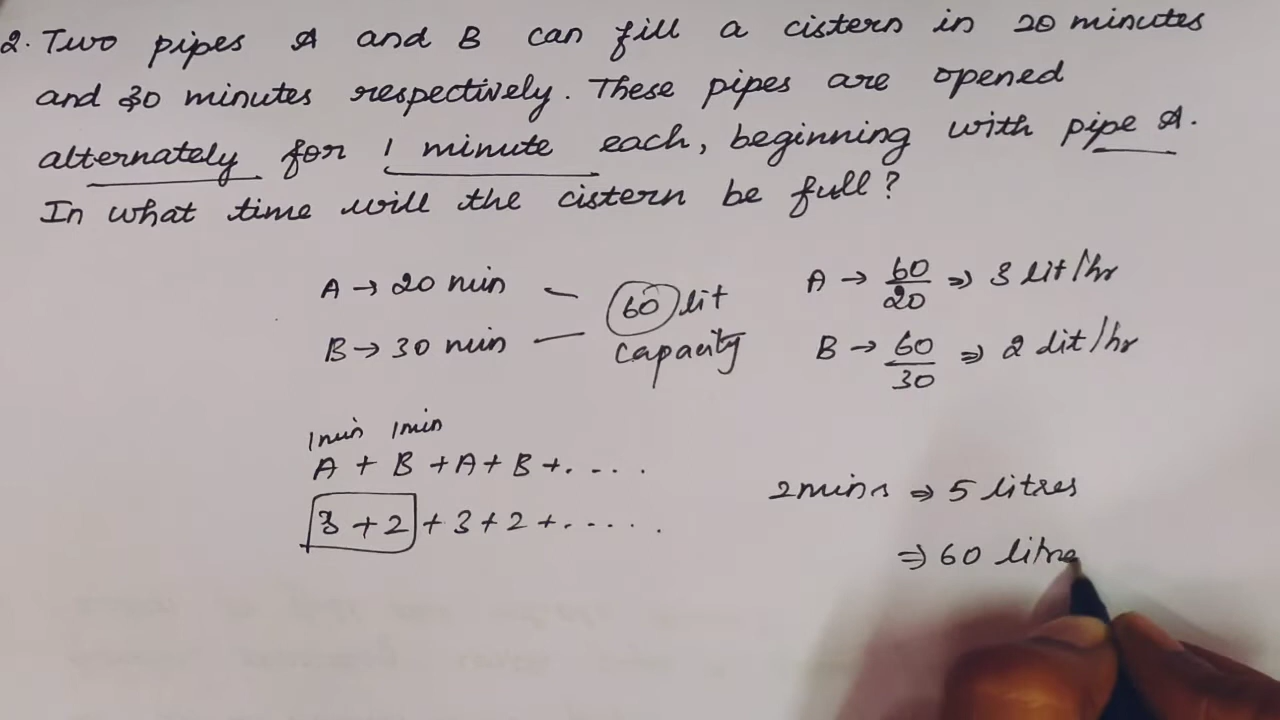 2. Two pipes A and B can fill a cistern in 20 minutes
and 30 minutes respectively. These pipes are opened
alternately for 1 minute each, beginning with pipe A.
In what time will the cistern be full?
A → 20 min
B → 30 min
60 lit
capacity
A → 60/20 ⇒ 3 lit/hr
B → 60/30 ⇒ 2 lit/hr
1min 1min
A + B + A + B + . . . .
3 + 2 + 3 + 2 + . . . . .
2mins ⇒ 5 litres
⇒ 60 litre